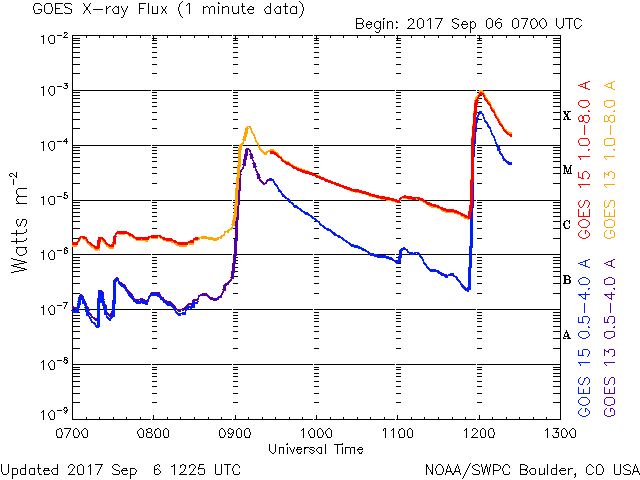 GOES X-ray Flux (1 minute data)
Begin: 2017 Sep 06 0700 UTC
10⁻²
10⁻³
10⁻⁴
10⁻⁵
10⁻⁶
10⁻⁷
10⁻⁸
10⁻⁹
Watts m⁻²
X
M
C
B
A
GOES 15 1.0-8.0 A
GOES 13 1.0-8.0 A
GOES 15 0.5-4.0 A
GOES 13 0.5-4.0 A
0700 0800 0900 1000 1100 1200 1300
Universal Time
Updated 2017 Sep 6 1225 UTC
NOAA/SWPC Boulder, CO USA